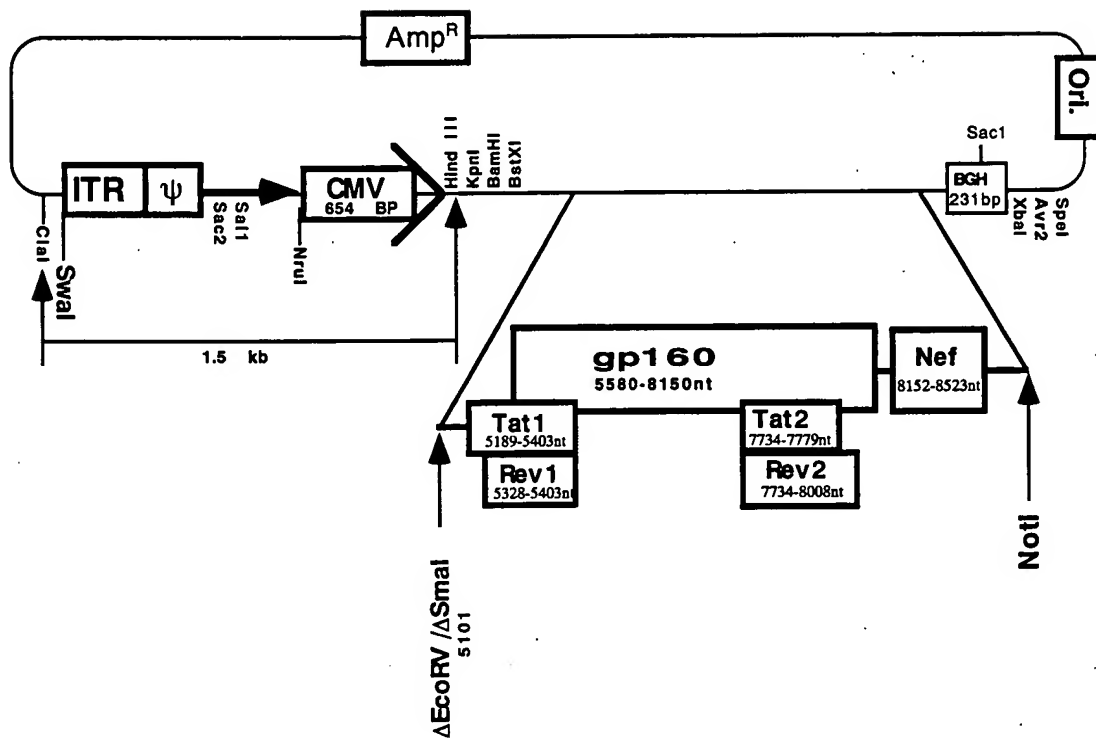 Amp^R
Ori.
Sac1
Hind III
KpnI
BamHI
BstXI
ITR
ψ
CMV
654 BP
BGH
231bp
ClaI
SwaI
Sac2
Sal1
NruI
XbaI
Avr2
SpeI
1.5 kb
gp160
5580-8150nt
Nef
8152-8523nt
Tat1
5189-5403nt
Tat2
7734-7779nt
Rev1
5328-5403nt
Rev2
7734-8008nt
ΔEcoRV /ΔSmaI
5101
NotI